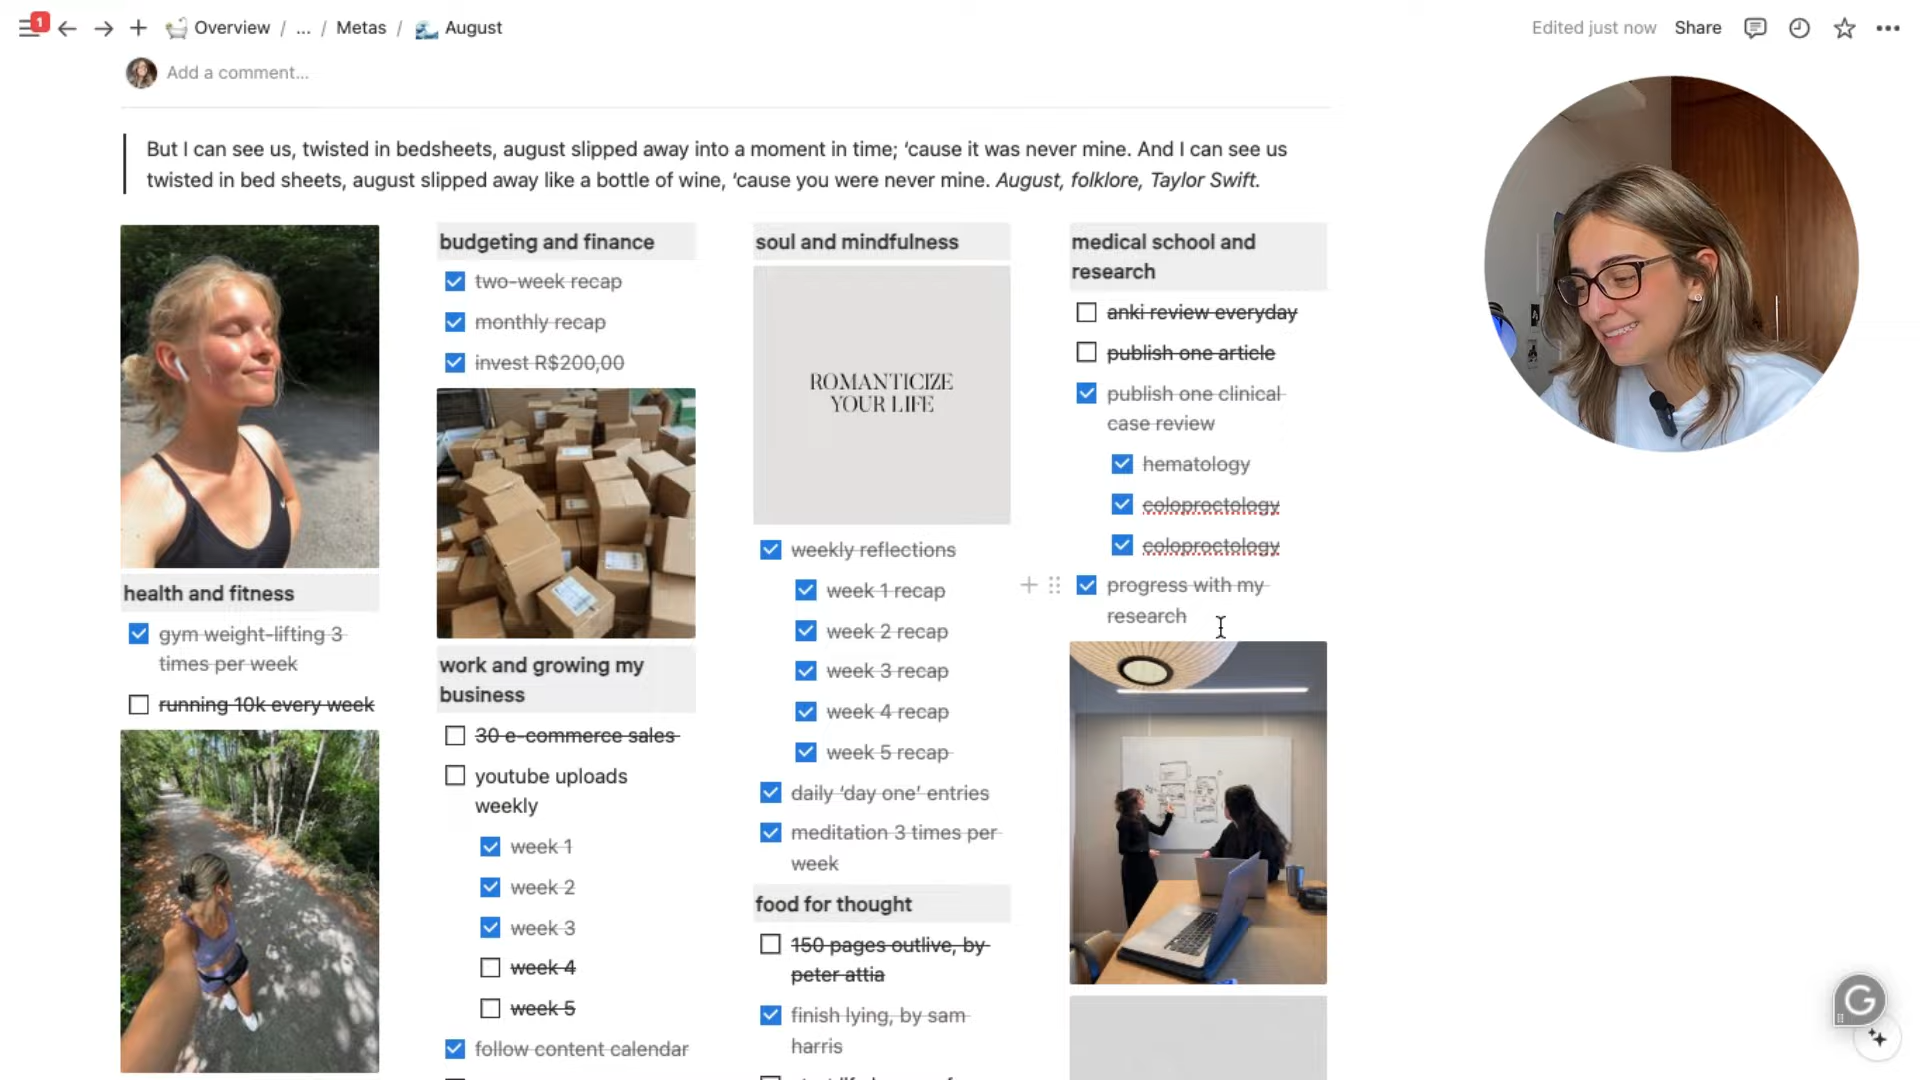 1
Overview / ... / Metas / August
Edited just now Share
Add a comment...
But I can see us, twisted in bedsheets, august slipped away into a moment in time; ‘cause it was never mine. And I can see us
twisted in bed sheets, august slipped away like a bottle of wine, ‘cause you were never mine. August, folklore, Taylor Swift.
health and fitness
gym weight-lifting 3
times per week
running 10k every week
budgeting and finance
two-week recap
monthly recap
invest R$200,00
work and growing my
business
30 e-commerce sales
youtube uploads
weekly
week 1
week 2
week 3
week 4
week 5
follow content calendar
soul and mindfulness
ROMANTICIZE
YOUR LIFE
weekly reflections
week 1 recap
week 2 recap
week 3 recap
week 4 recap
week 5 recap
daily ‘day one’ entries
meditation 3 times per
week
food for thought
150 pages outlive, by
peter attia
finish lying, by sam
harris
medical school and
research
anki review everyday
publish one article
publish one clinical
case review
hematology
coloproctology
coloproctology
progress with my
research
G